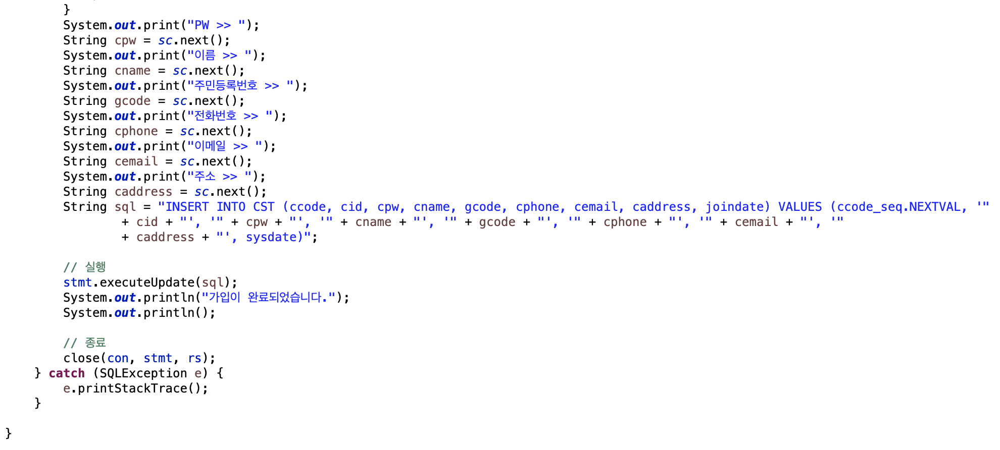 }
System.out.print("PW >> ");
String cpw = sc.next();
System.out.print("이름 >> ");
String cname = sc.next();
System.out.print("주민등록번호 >> ");
String gcode = sc.next();
System.out.print("전화번호 >> ");
String cphone = sc.next();
System.out.print("이메일 >> ");
String cemail = sc.next();
System.out.print("주소 >> ");
String caddress = sc.next();
String sql = "INSERT INTO CST (ccode, cid, cpw, cname, gcode, cphone, cemail, caddress, joindate) VALUES (ccode_seq.NEXTVAL, '"
+ cid + "', '" + cpw + "', '" + cname + "', '" + gcode + "', '" + cphone + "', '" + cemail + "', '"
+ caddress + "', sysdate)";
// 실행
stmt.executeUpdate(sql);
System.out.println("가입이 완료되었습니다.");
System.out.println();
// 종료
close(con, stmt, rs);
} catch (SQLException e) {
e.printStackTrace();
}
}